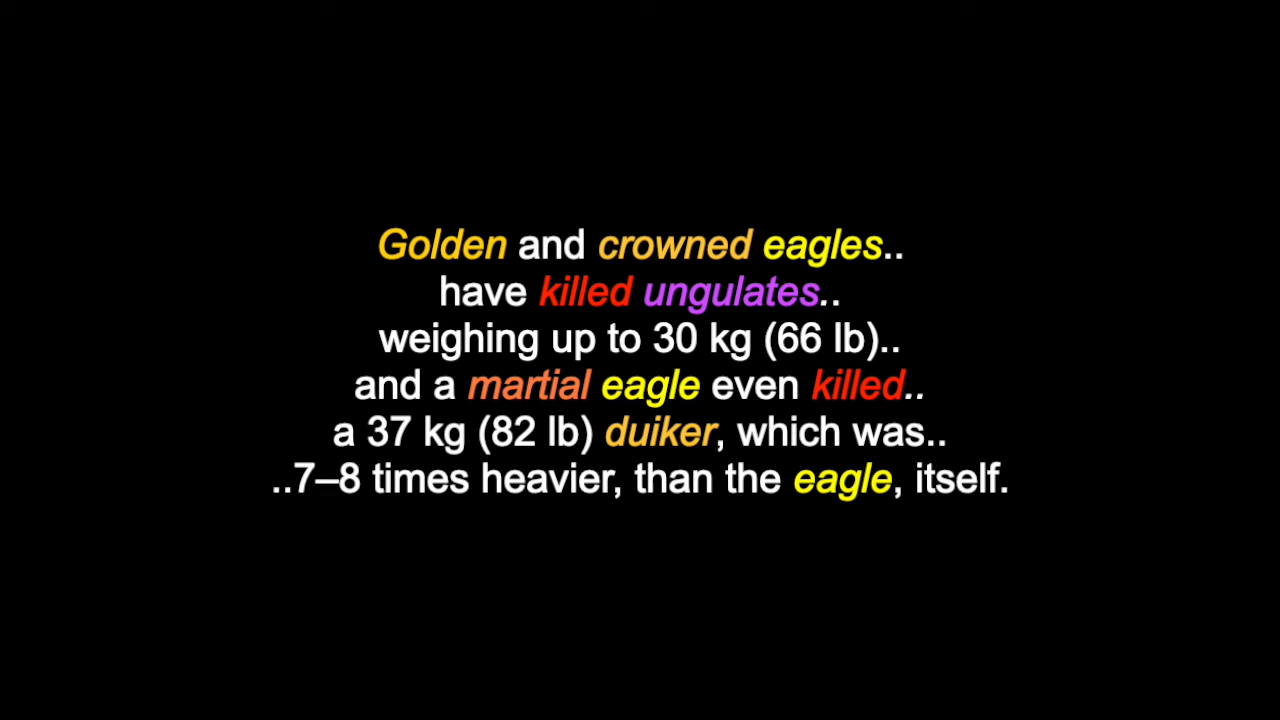 Golden and crowned eagles..
have killed ungulates..
weighing up to 30 kg (66 lb)..
and a martial eagle even killed..
a 37 kg (82 lb) duiker, which was..
..7–8 times heavier, than the eagle, itself.